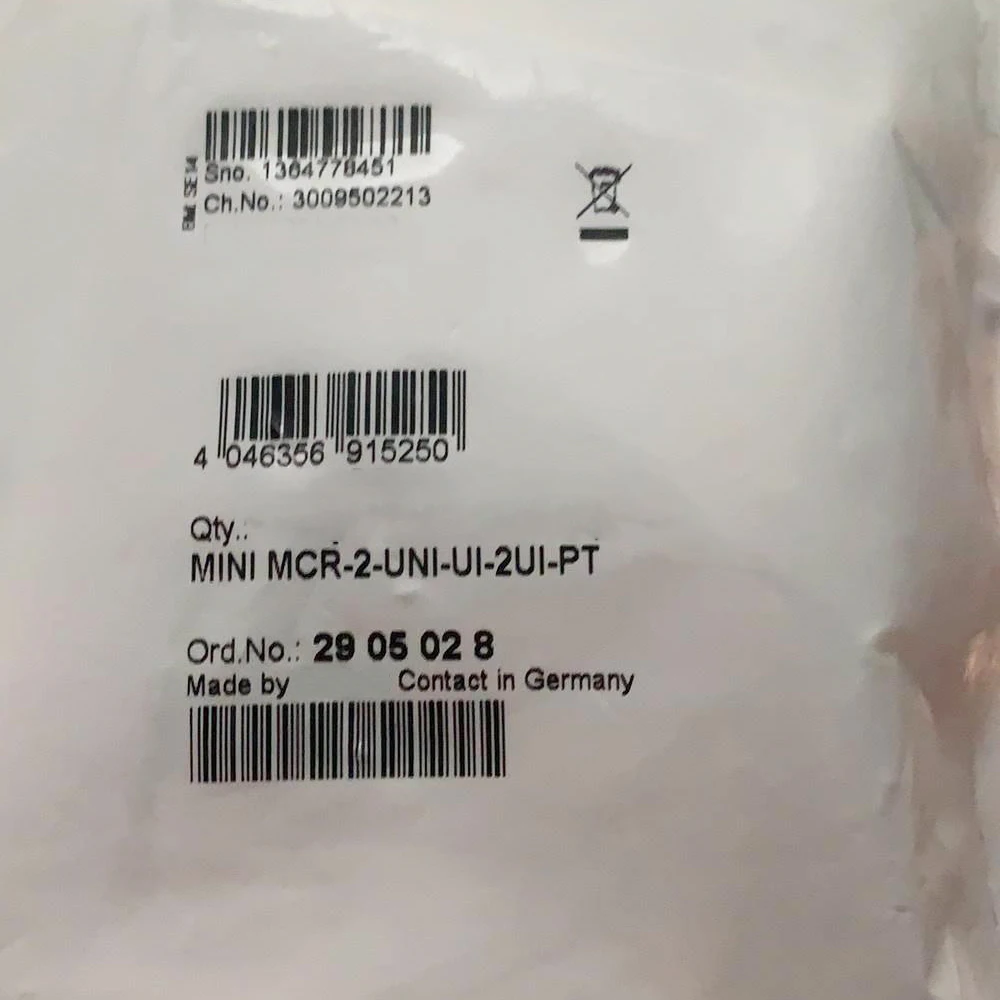 Sno. 1364778451
Ch.No.: 3009502213
4 046356 915250
Qty.:
MINI MCR-2-UNI-UI-2UI-PT
Ord.No.: 29 05 02 8
Made by Contact in Germany